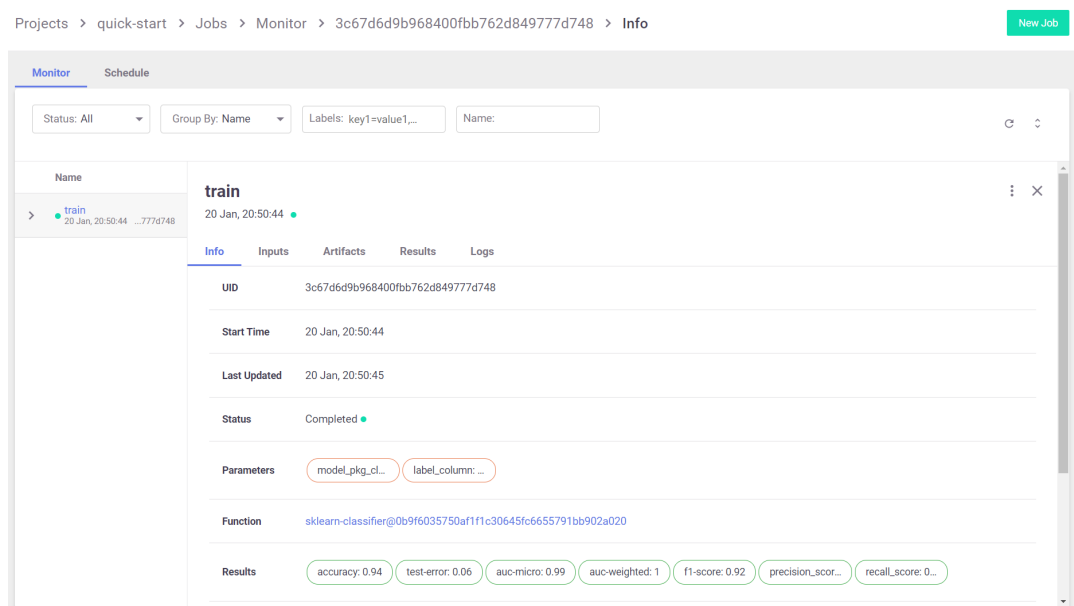 Projects > quick-start > Jobs > Monitor > 3c67d6d9b968400fbb762d849777d748 > Info
New Job
Monitor Schedule
Status: All
Group By: Name
Labels: key1=value1,...
Name:
Name
train
20 Jan, 20:50:44 ...777d748
train
20 Jan, 20:50:44
Info Inputs Artifacts Results Logs
UID 3c67d6d9b968400fbb762d849777d748
Start Time 20 Jan, 20:50:44
Last Updated 20 Jan, 20:50:45
Status Completed
Parameters model_pkg_cl... label_column: ...
Function sklearn-classifier@0b9f6035750af1f1c30645fc6655791bb902a020
Results accuracy: 0.94 test-error: 0.06 auc-micro: 0.99 auc-weighted: 1 f1-score: 0.92 precision_scor... recall_score: 0...